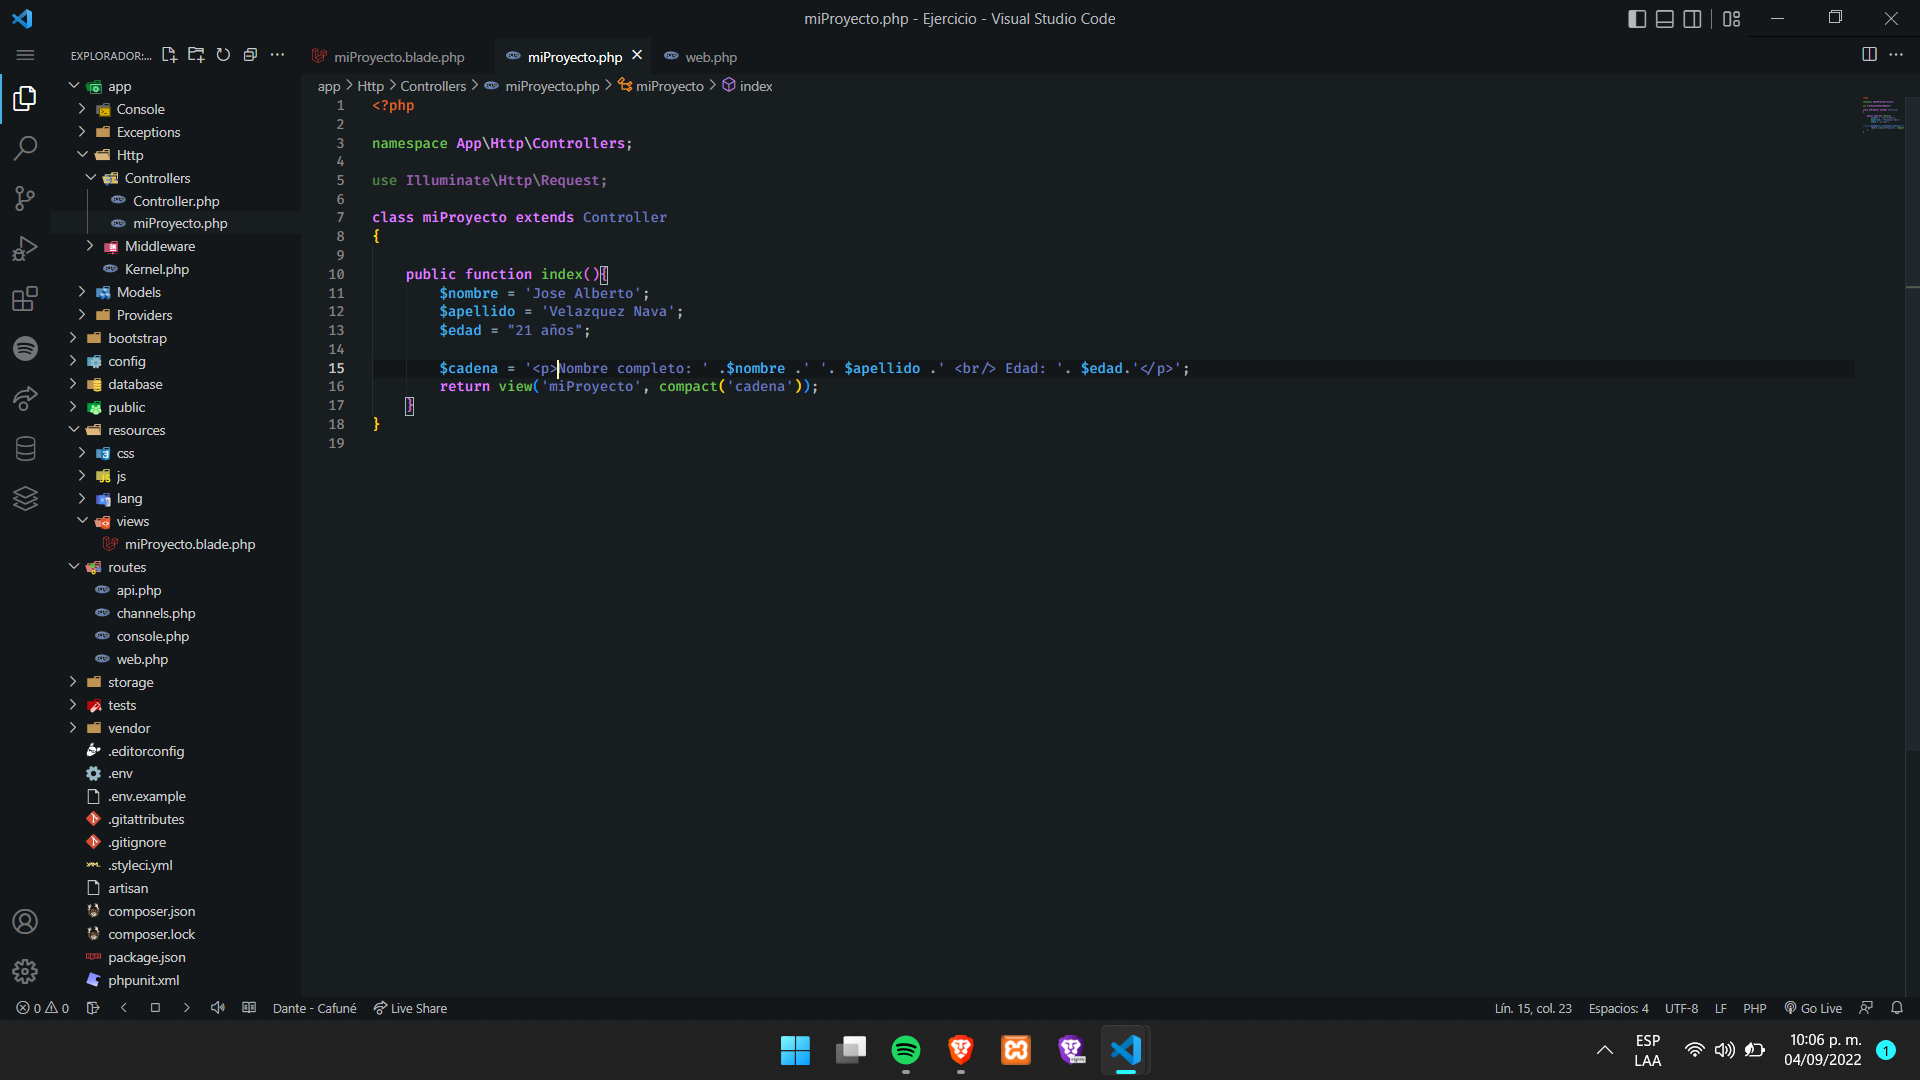 miProyecto.php - Ejercicio - Visual Studio Code
EXPLORADOR:...
app
Console
Exceptions
Http
Controllers
Controller.php
miProyecto.php
Middleware
Kernel.php
Models
Providers
bootstrap
config
database
public
resources
css
js
lang
views
miProyecto.blade.php
routes
api.php
channels.php
console.php
web.php
storage
tests
vendor
.editorconfig
.env
.env.example
.gitattributes
.gitignore
.styleci.yml
artisan
composer.json
composer.lock
package.json
phpunit.xml
miProyecto.blade.php miProyecto.php web.php
app > Http > Controllers > miProyecto.php > miProyecto > index
1 <?php
2
3 namespace App\Http\Controllers;
4
5 use Illuminate\Http\Request;
6
7 class miProyecto extends Controller
8 {
9
10 public function index(){
11 $nombre = 'Jose Alberto';
12 $apellido = 'Velazquez Nava';
13 $edad = "21 años";
14
15 $cadena = '<p>Nombre completo: ' .$nombre .' '. $apellido .' <br/> Edad: '. $edad.'</p>';
16 return view('miProyecto', compact('cadena'));
17 }
18 }
19
0 0 Dante - Cafuné Live Share Lín. 15, col. 23 Espacios: 4 UTF-8 LF PHP Go Live
ESP
LAA
10:06 p. m.
04/09/2022
1